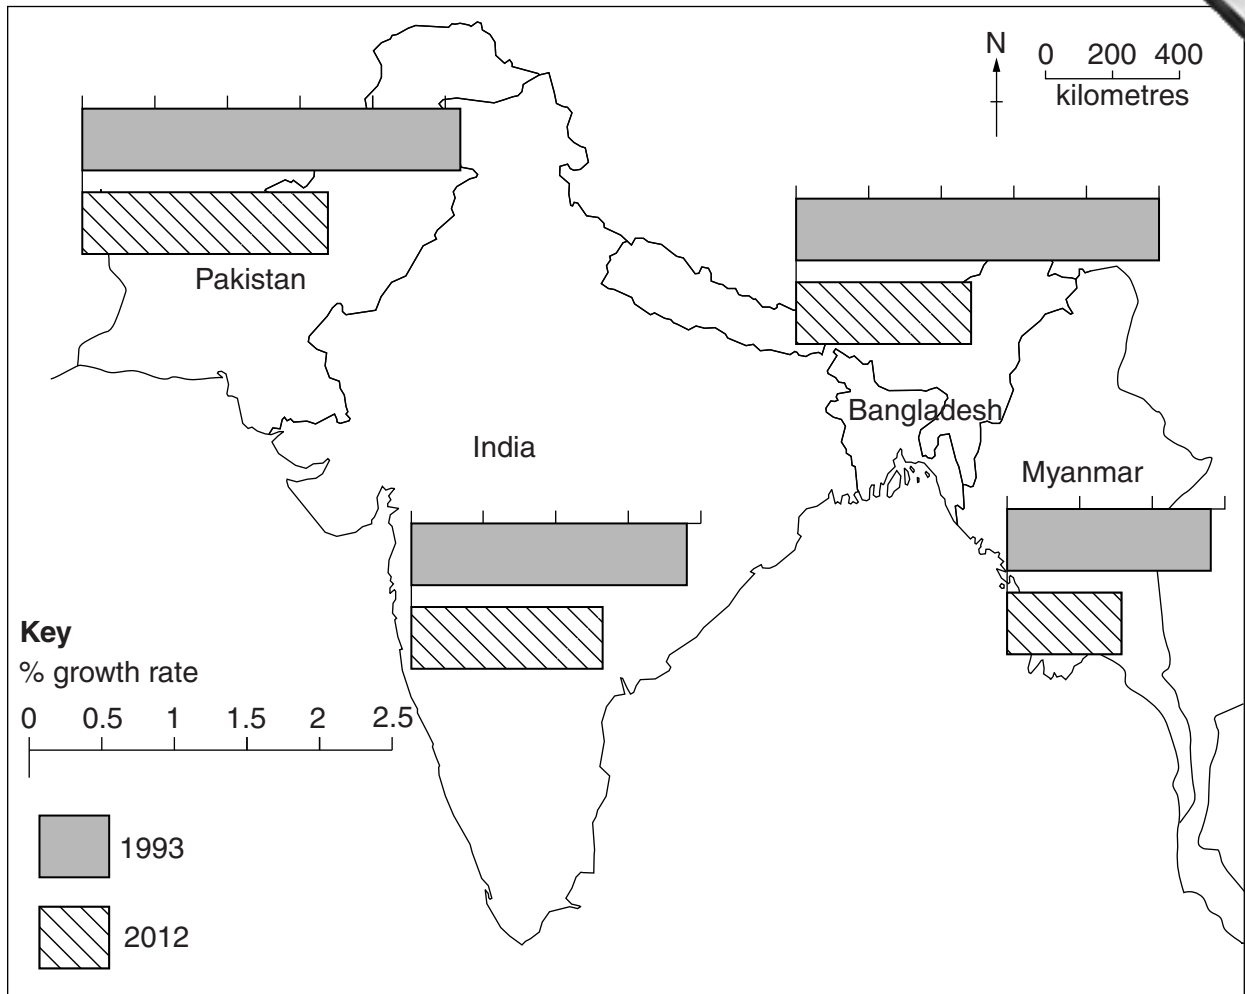 N
0 200 400
kilometres
Pakistan
Bangladesh
India
Myanmar
Key
% growth rate
0 0.5 1 1.5 2 2.5
1993
2012